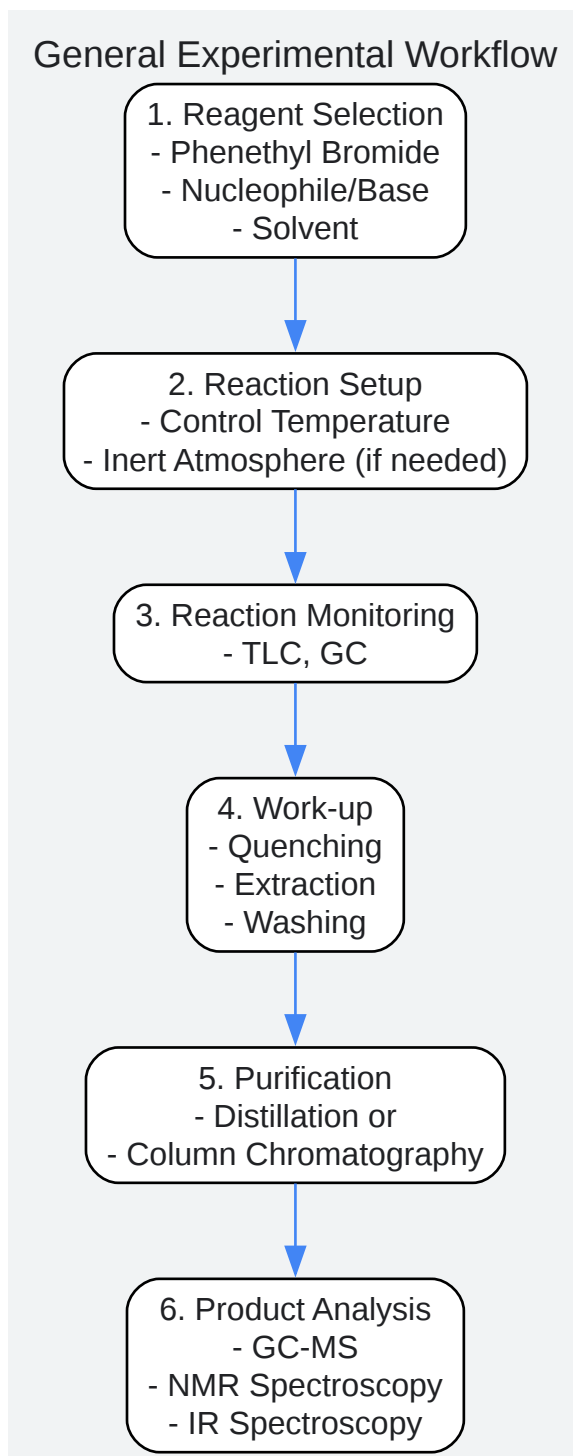 General Experimental Workflow
1. Reagent Selection
- Phenethyl Bromide
- Nucleophile/Base
- Solvent
2. Reaction Setup
- Control Temperature
- Inert Atmosphere (if needed)
3. Reaction Monitoring
- TLC, GC
4. Work-up
- Quenching
- Extraction
- Washing
5. Purification
- Distillation or
- Column Chromatography
6. Product Analysis
- GC-MS
- NMR Spectroscopy
- IR Spectroscopy